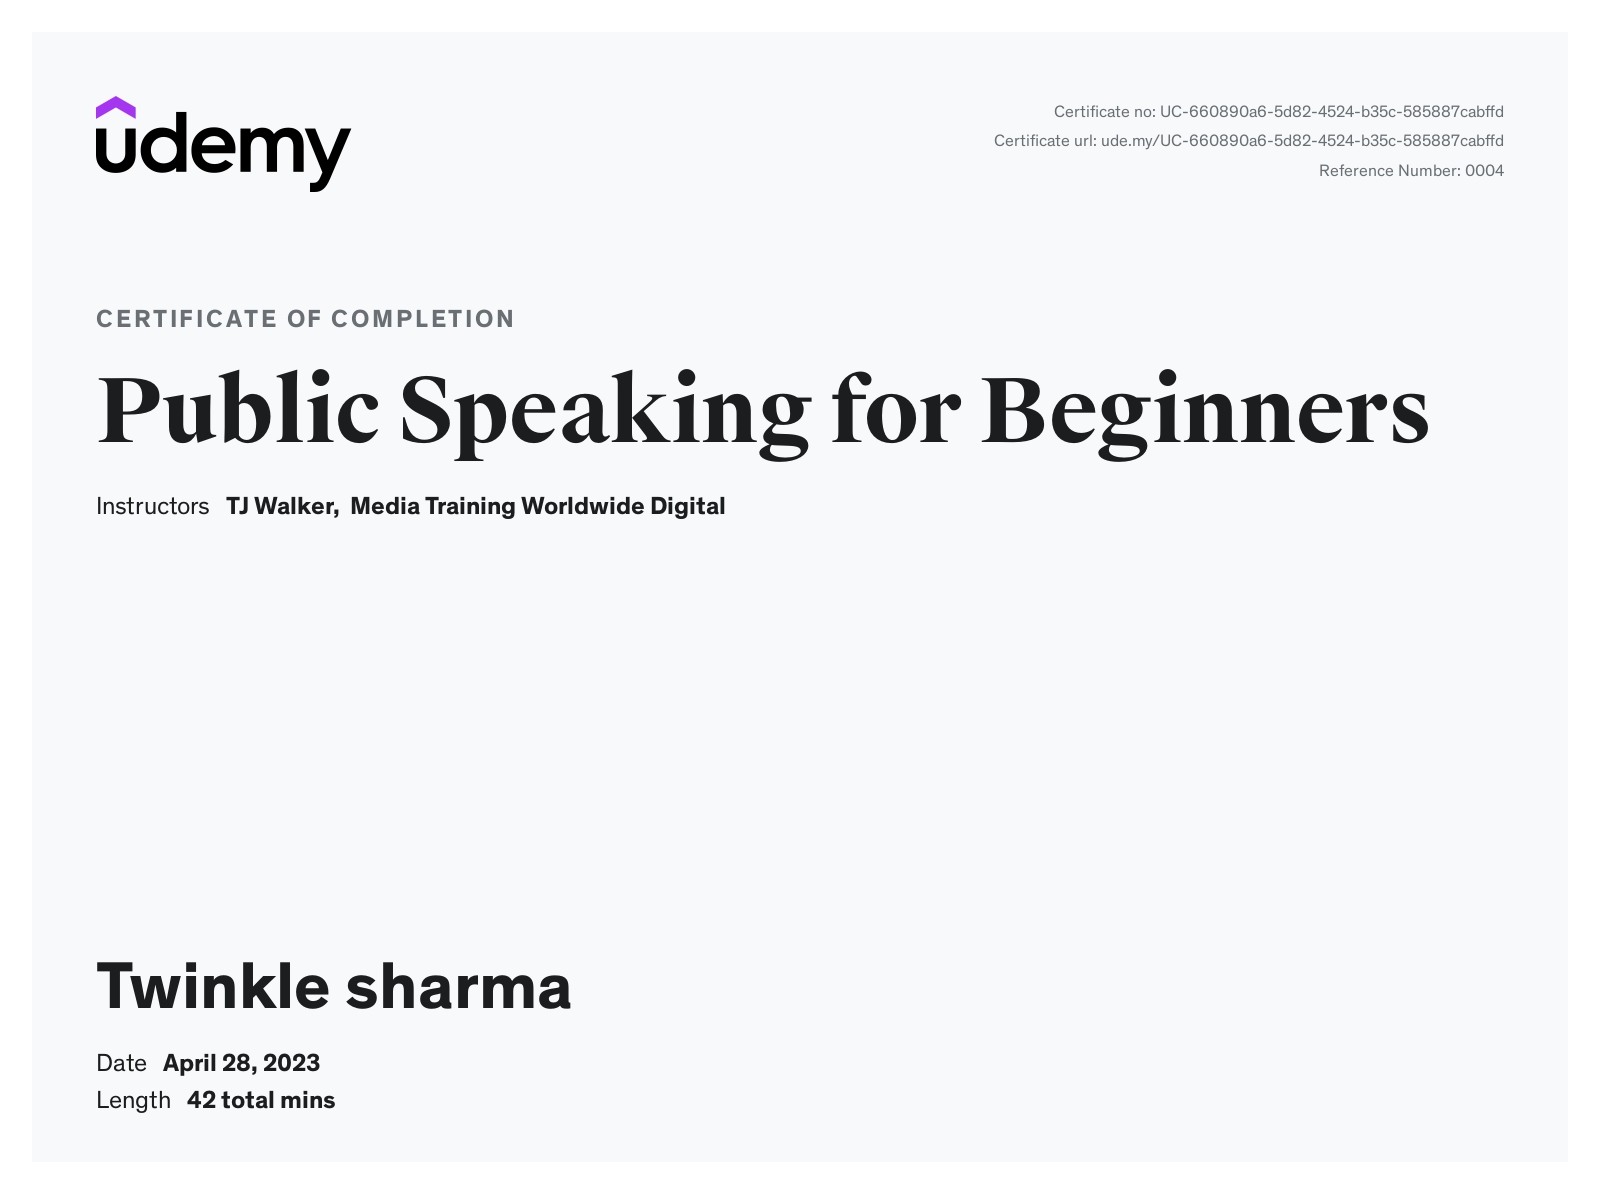 udemy
Certificate no: UC-660890a6-5d82-4524-b35c-585887cabffd
Certificate url: ude.my/UC-660890a6-5d82-4524-b35c-585887cabffd
Reference Number: 0004
CERTIFICATE OF COMPLETION
Public Speaking for Beginners
Instructors TJ Walker, Media Training Worldwide Digital
Twinkle sharma
Date April 28, 2023
Length 42 total mins